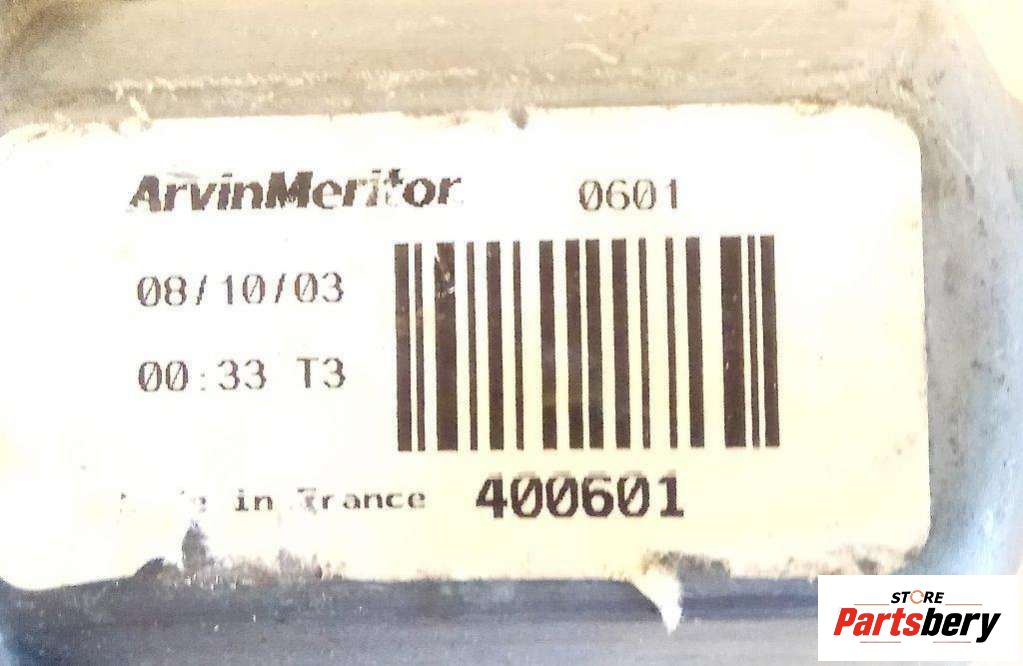 ArvinMeritor 0601
08/10/03
00:33 T3
in France 400601
STORE
Partsbery